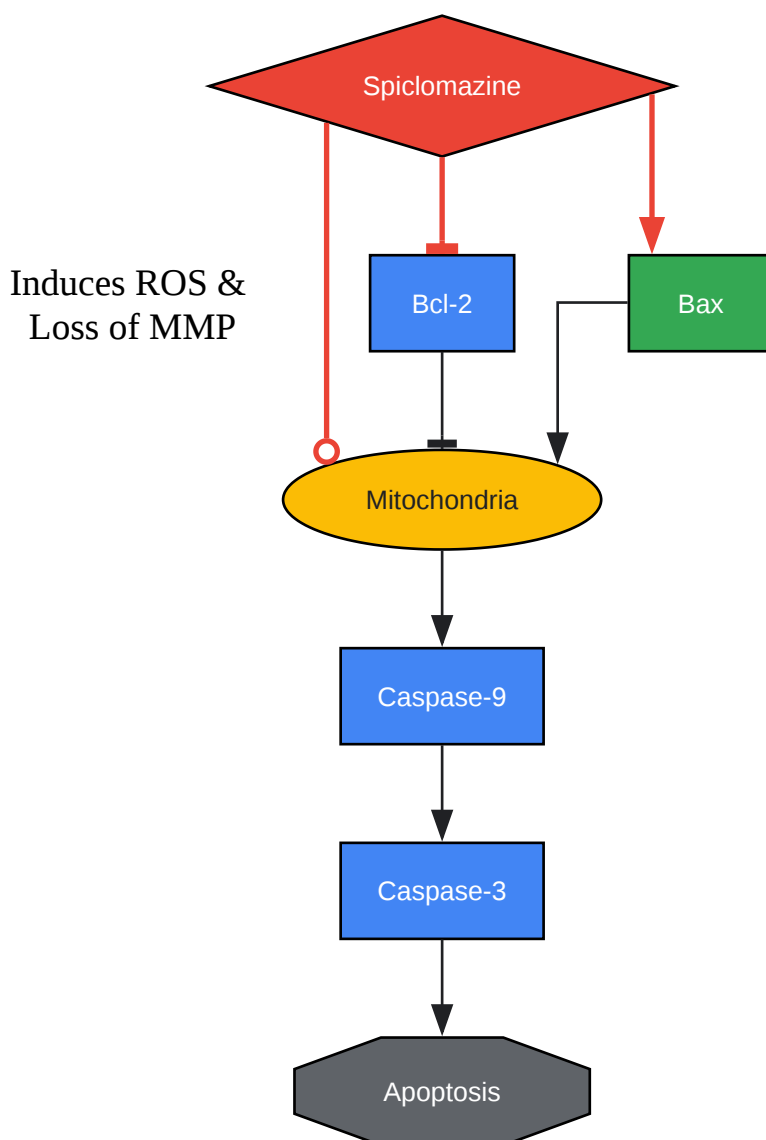 Spiclomazine
Induces ROS &
Loss of MMP
Bcl-2
Bax
Mitochondria
Caspase-9
Caspase-3
Apoptosis